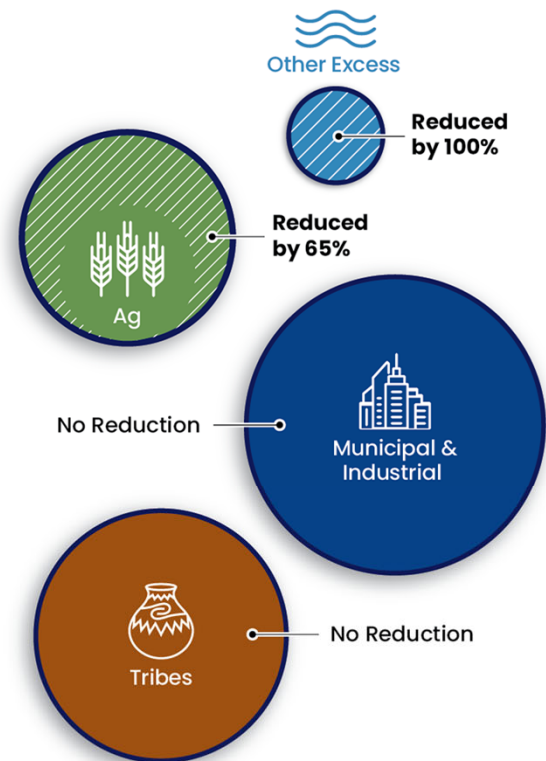 Other Excess
Reduced
by 100%
Reduced
by 65%
Ag
No Reduction
Municipal &
Industrial
No Reduction
Tribes